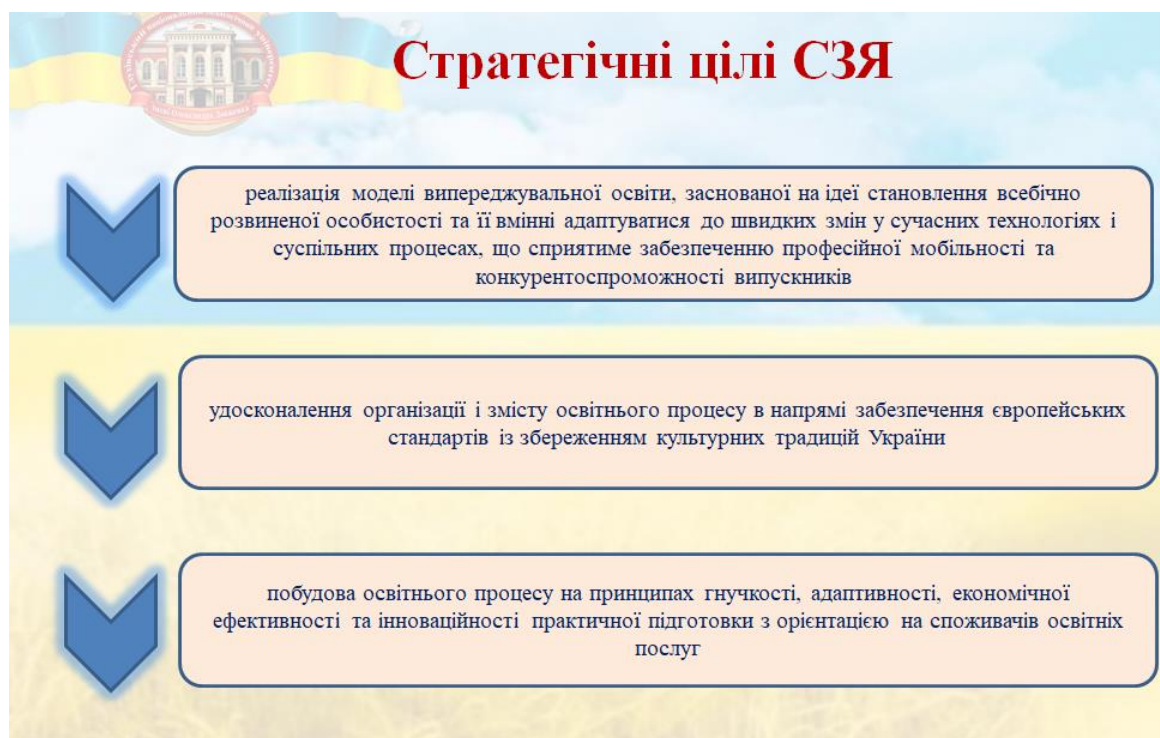 Стратегічні цілі СЗЯ
реалізація моделі випереджувальної освіти, заснованої на ідеї становлення всебічно
розвиненої особистості та її вмінні адаптуватися до швидких змін у сучасних технологіях і
суспільних процесах, що сприятиме забезпеченню професійної мобільності та
конкурентоспроможності випускників
удосконалення організації і змісту освітнього процесу в напрямі забезпечення європейських
стандартів із збереженням культурних традицій України
побудова освітнього процесу на принципах гнучкості, адаптивності, економічної
ефективності та інноваційності практичної підготовки з орієнтацією на споживачів освітніх
послуг